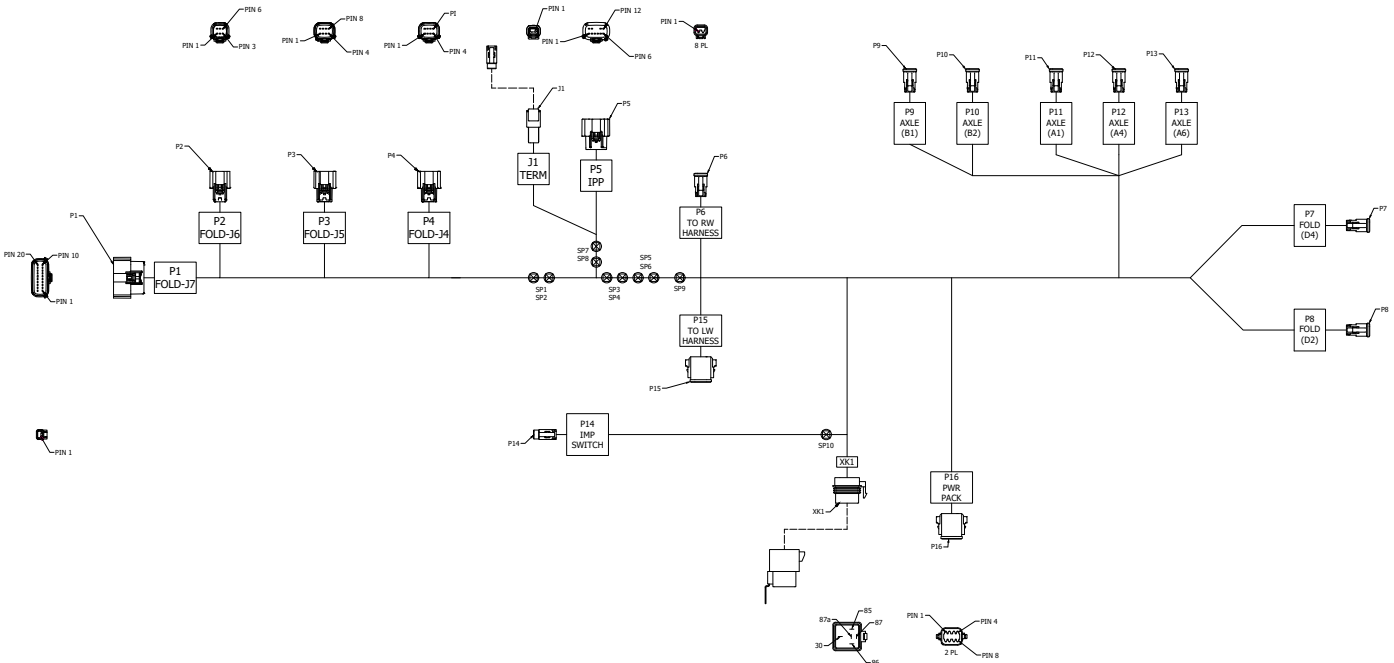 PIN 6
PIN 1
PIN 3
PIN 8
PIN 1
PIN 4
PI
PIN 1
PIN 4
PIN 1
PIN 12
PIN 1
PIN 6
PIN 1
8 PL
P9
P10
P11
P12
P13
P9
AXLE
(B1)
P10
AXLE
(B2)
P11
AXLE
(A1)
P12
AXLE
(A4)
P13
AXLE
(A6)
J1
P5
J1
TERM
P5
IPP
P2
P3
P4
P6
P2
FOLD-J6
P3
FOLD-J5
P4
FOLD-J4
P6
TO RW
HARNESS
P1
P7
FOLD
(D4)
P7
PIN 20
PIN 10
PIN 1
P1
FOLD-J7
SP7
SP8
SP5
SP6
SP1
SP2
SP3
SP4
SP9
P15
TO LW
HARNESS
P15
P8
FOLD
(D2)
P8
PIN 1
P14
P14
IMP
SWITCH
SP10
XK1
XK1
P16
PWR
PACK
P16
85
87a
87
30
86
PIN 1
PIN 4
2 PL
PIN 8